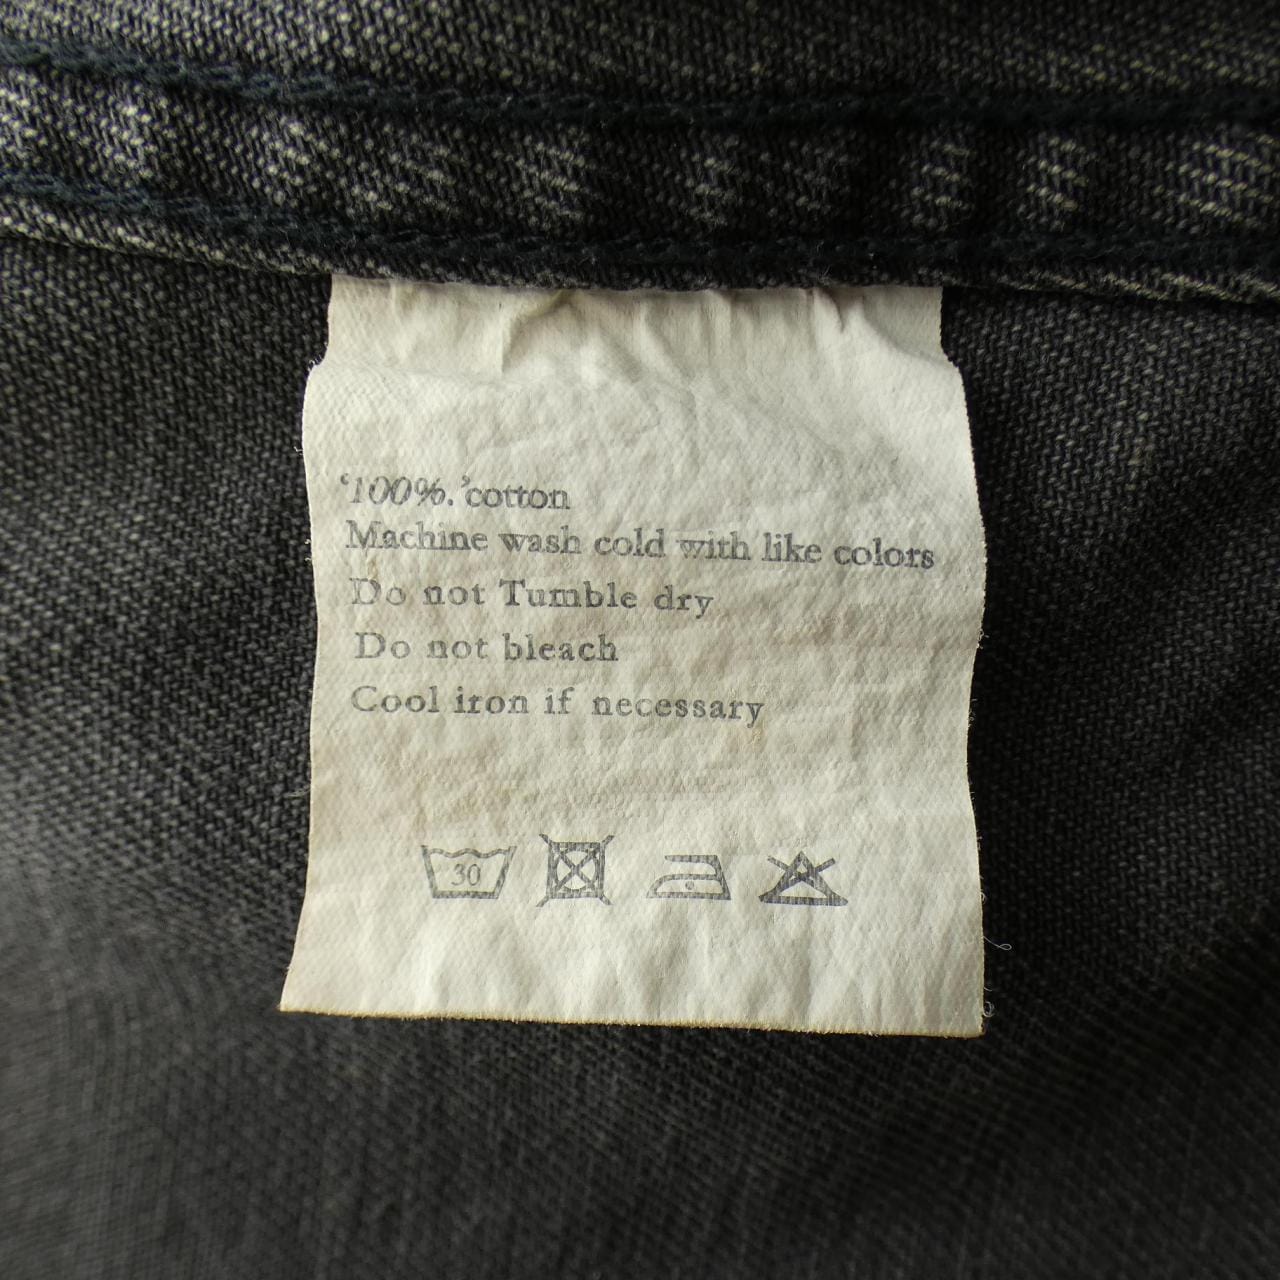 ‘100%.’cotton
Machine wash cold with like colors
Do not Tumble dry
Do not bleach
Cool iron if necessary
30